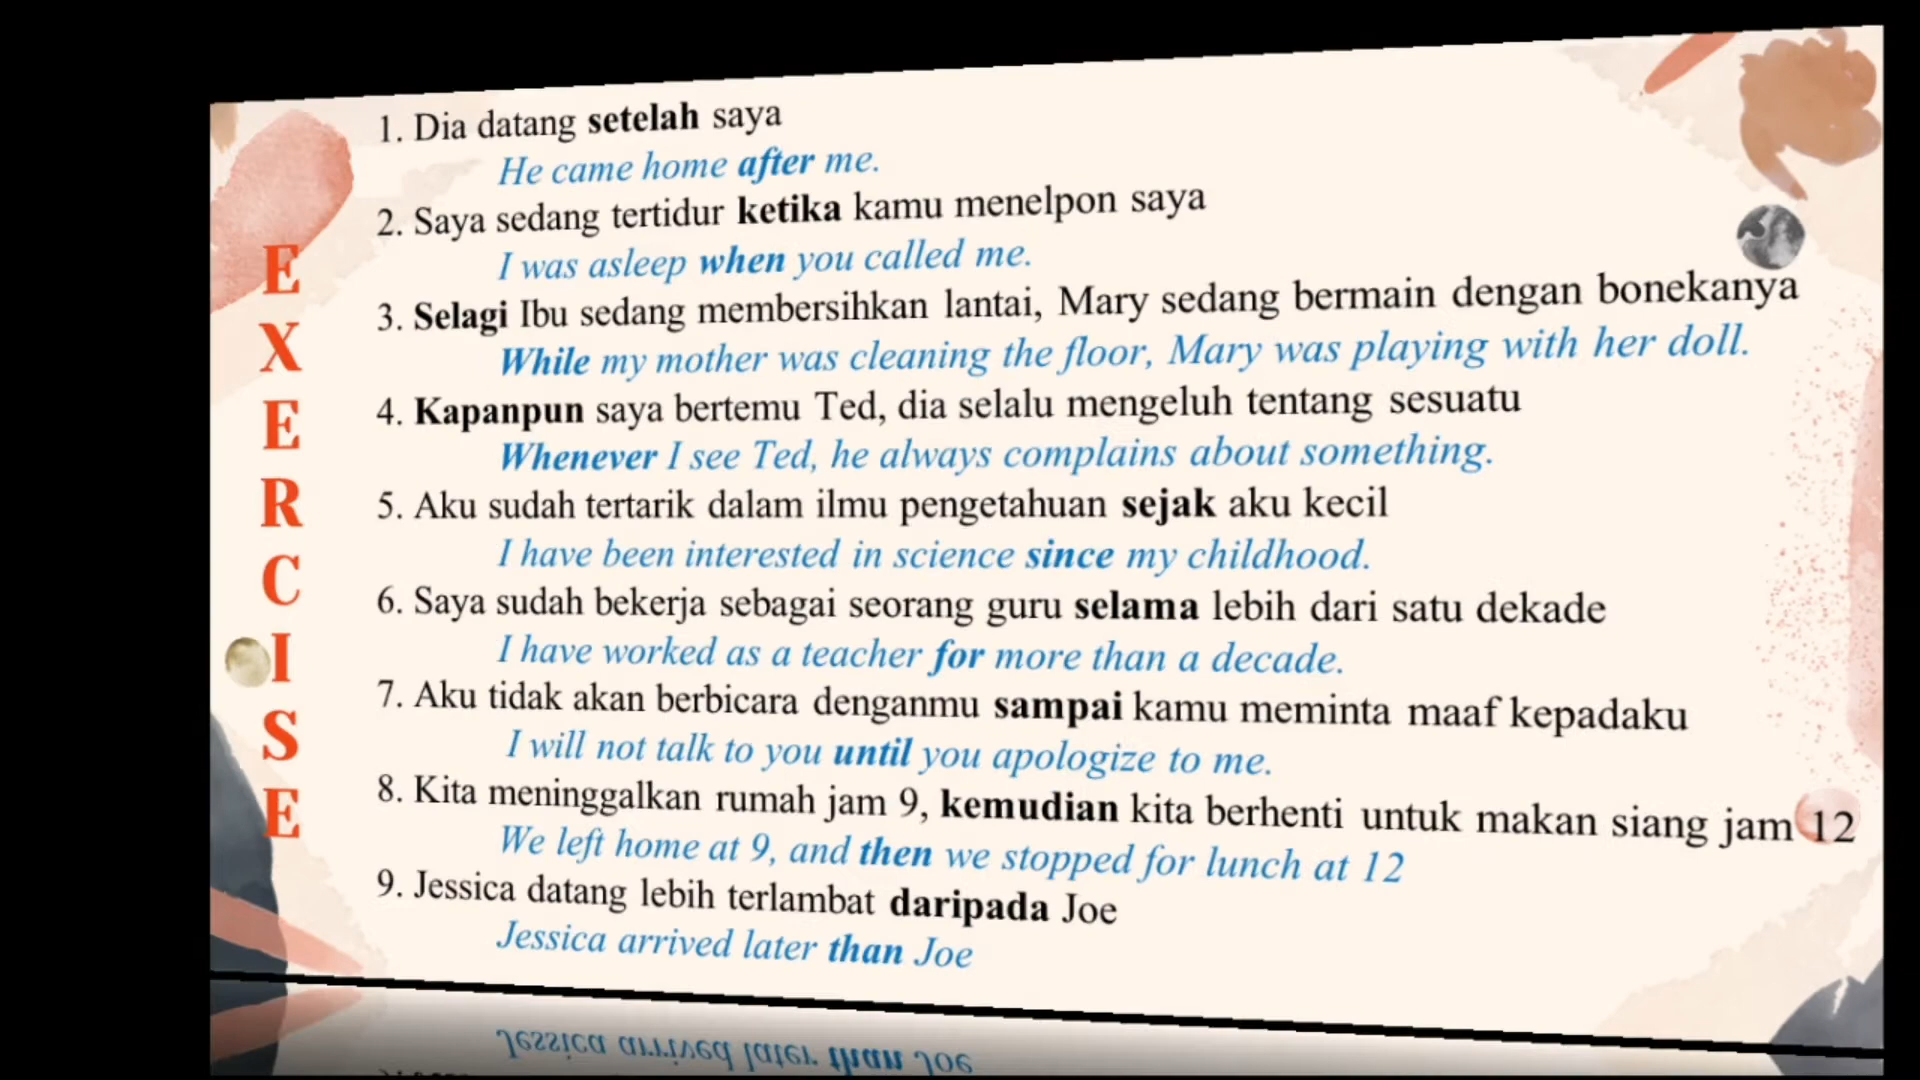 EXERCISE
1. Dia datang setelah saya
He came home after me.
2. Saya sedang tertidur ketika kamu menelpon saya
I was asleep when you called me.
3. Selagi Ibu sedang membersihkan lantai, Mary sedang bermain dengan bonekanya
While my mother was cleaning the floor, Mary was playing with her doll.
4. Kapanpun saya bertemu Ted, dia selalu mengeluh tentang sesuatu
Whenever I see Ted, he always complains about something.
5. Aku sudah tertarik dalam ilmu pengetahuan sejak aku kecil
I have been interested in science since my childhood.
6. Saya sudah bekerja sebagai seorang guru selama lebih dari satu dekade
I have worked as a teacher for more than a decade.
7. Aku tidak akan berbicara denganmu sampai kamu meminta maaf kepadaku
I will not talk to you until you apologize to me.
8. Kita meninggalkan rumah jam 9, kemudian kita berhenti untuk makan siang jam 12
We left home at 9, and then we stopped for lunch at 12
9. Jessica datang lebih terlambat daripada Joe
Jessica arrived later than Joe
Jessica arrived later than Joe